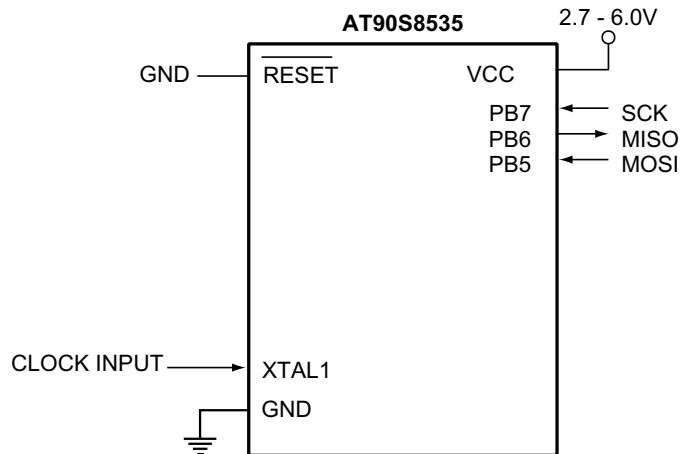 AT90S8535
2.7 - 6.0V
GND
RESET
VCC
PB7
SCK
PB6
MISO
PB5
MOSI
CLOCK INPUT
XTAL1
GND